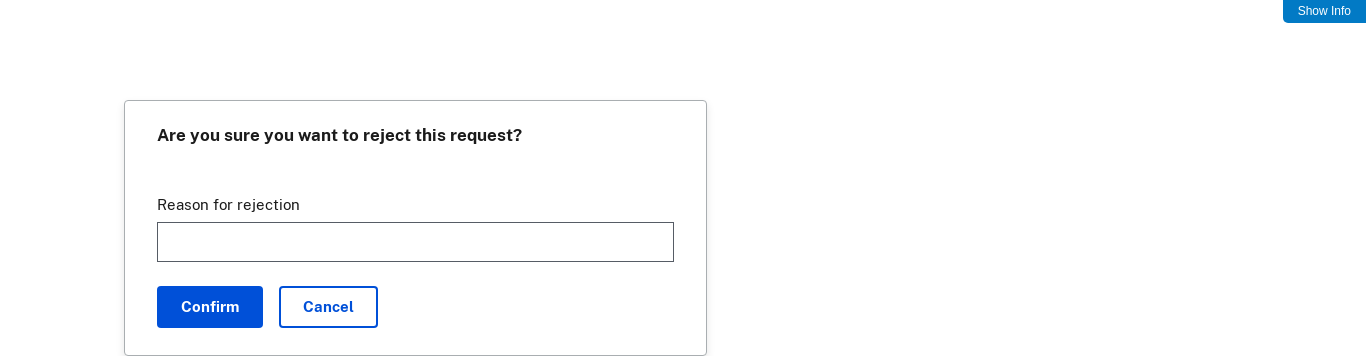 Show Info
Are you sure you want to reject this request?
Reason for rejection
Confirm
Cancel